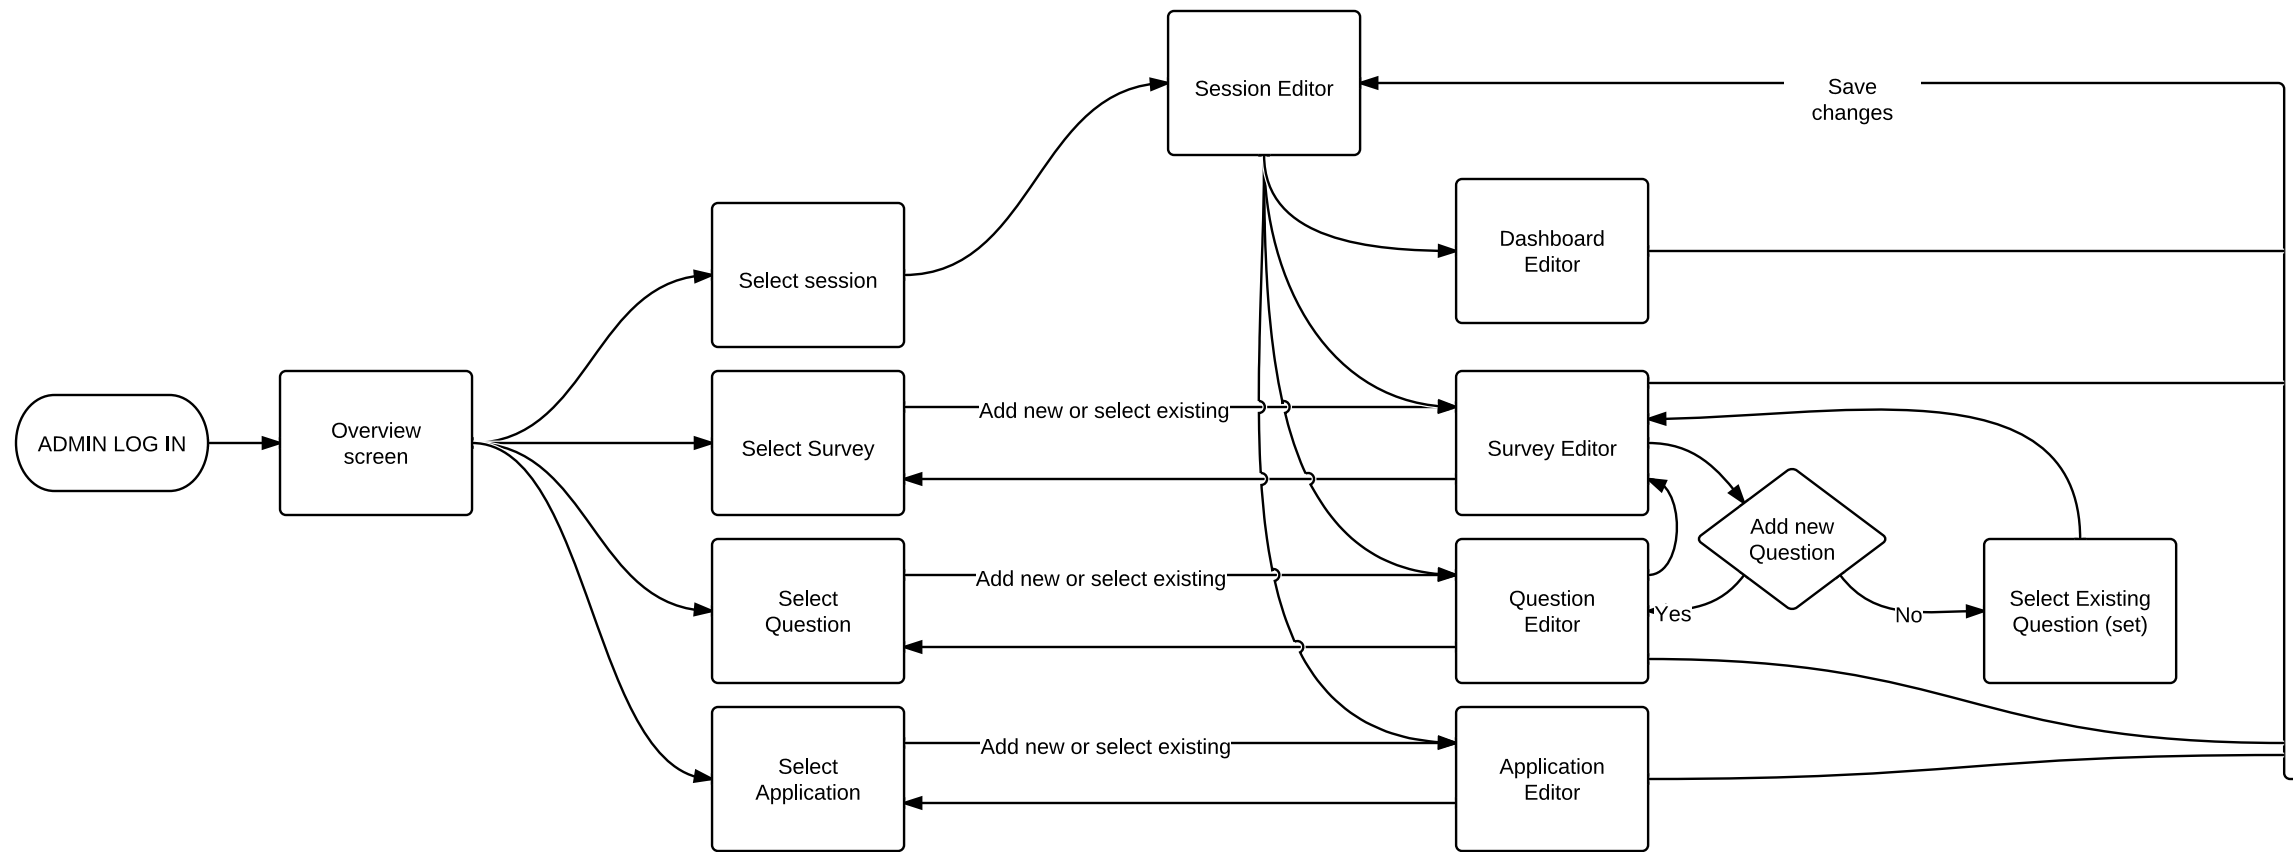 Session Editor
Save
changes
Dashboard
Editor
Select session
ADMIN LOG IN
Overview
screen
Select Survey
Add new or select existing
Survey Editor
Add new
Question
Select
Question
Add new or select existing
Question
Editor
Yes
No
Select Existing
Question (set)
Select
Application
Add new or select existing
Application
Editor